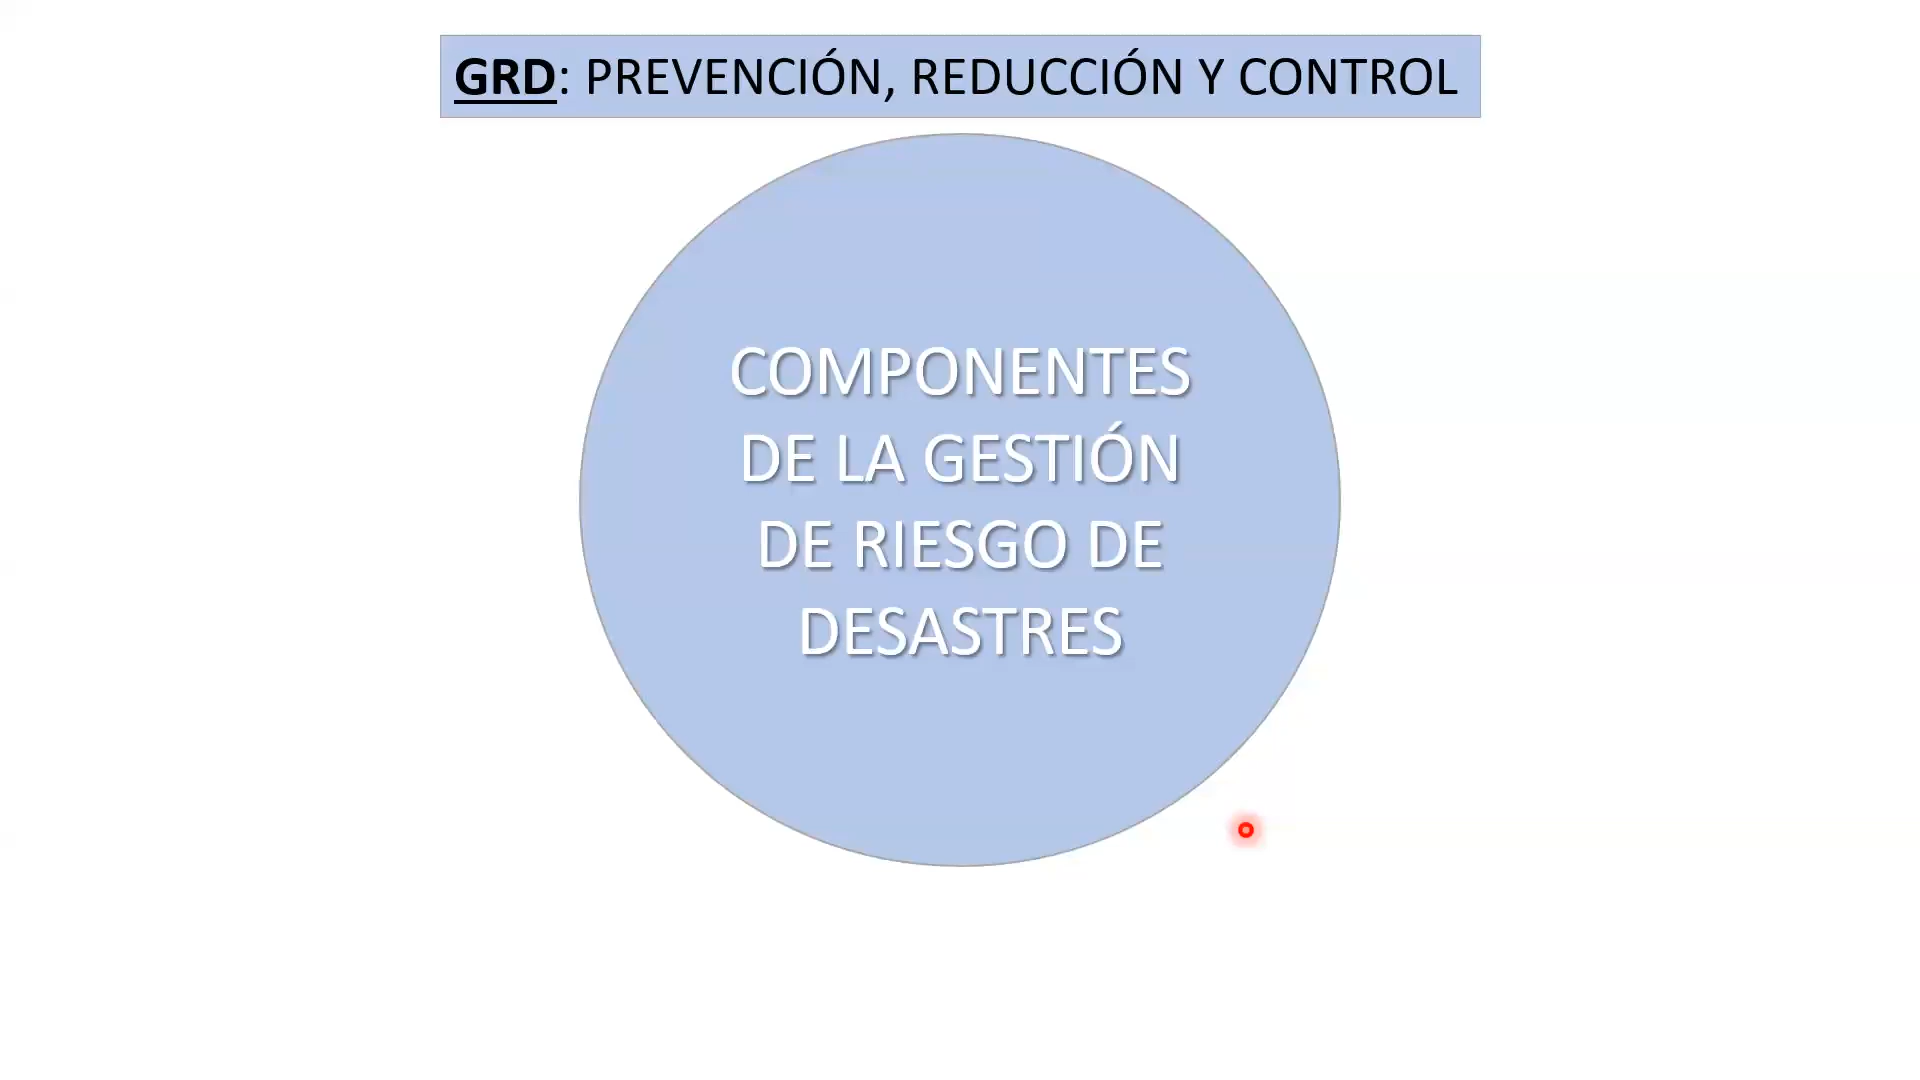 GRD: PREVENCIÓN, REDUCCIÓN Y CONTROL
COMPONENTES
DE LA GESTIÓN
DE RIESGO DE
DESASTRES